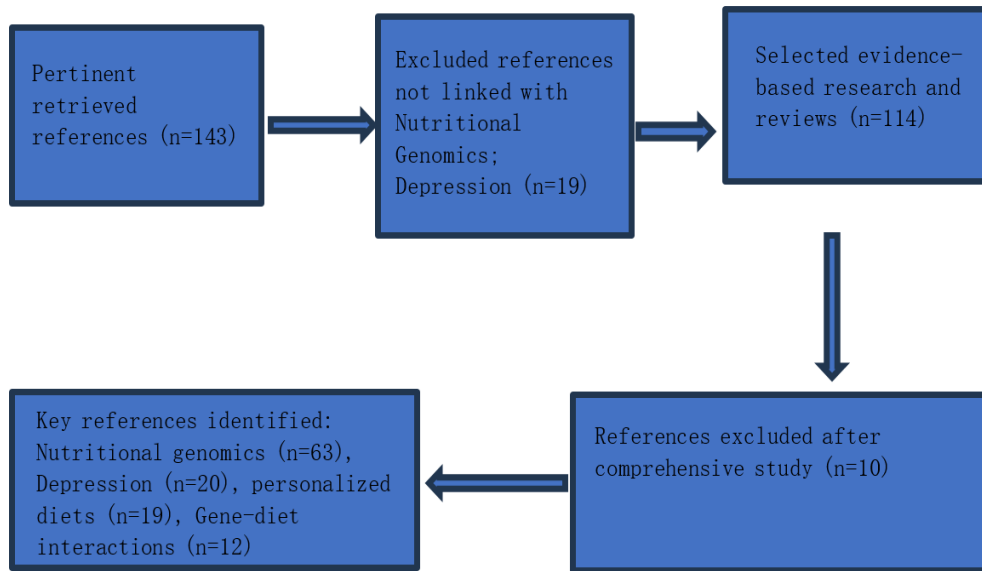 Pertinent
retrieved
references (n=143)
Excluded references
not linked with
Nutritional
Genomics;
Depression (n=19)
Selected evidence-
based research and
reviews (n=114)
References excluded after
comprehensive study (n=10)
Key references identified:
Nutritional genomics (n=63),
Depression (n=20), personalized
diets (n=19), Gene-diet
interactions (n=12)